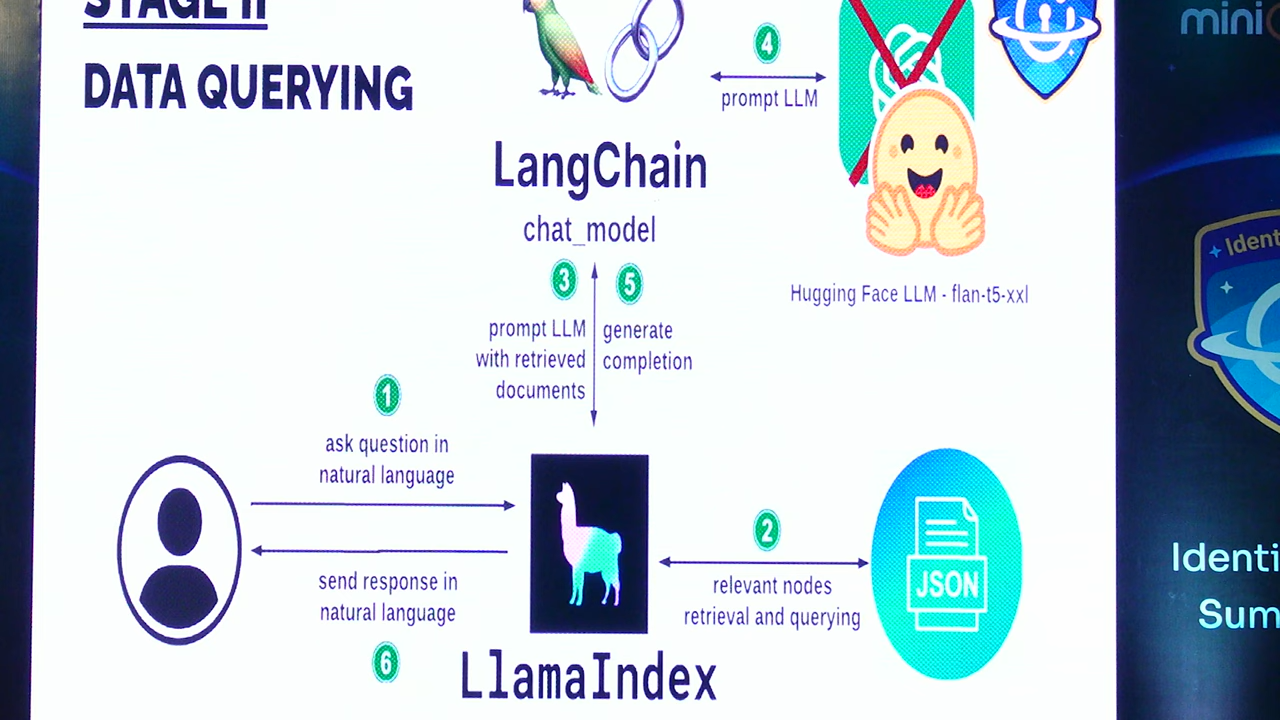 STAGE II
DATA QUERYING
4
prompt LLM
LangChain
chat_model
Hugging Face LLM - flan-t5-xxl
3
5
prompt LLM
with retrieved
documents
generate
completion
1
ask question in
natural language
2
JSON
relevant nodes
retrieval and querying
send response in
natural language
6
LlamaIndex
mini
Identi
Sum
Ident